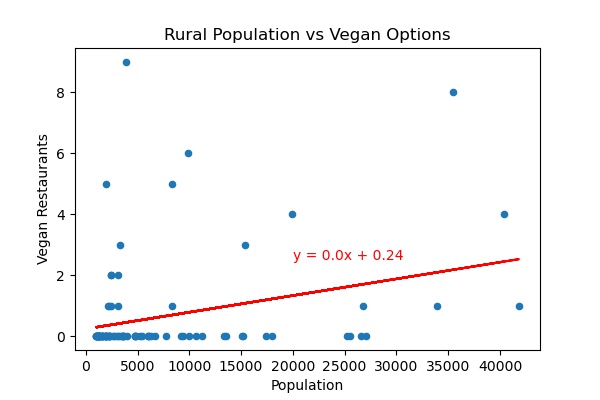 Rural Population vs Vegan Options
8
6
4
2
0
Vegan Restaurants
y = 0.0x + 0.24
0 5000 10000 15000 20000 25000 30000 35000 40000
Population